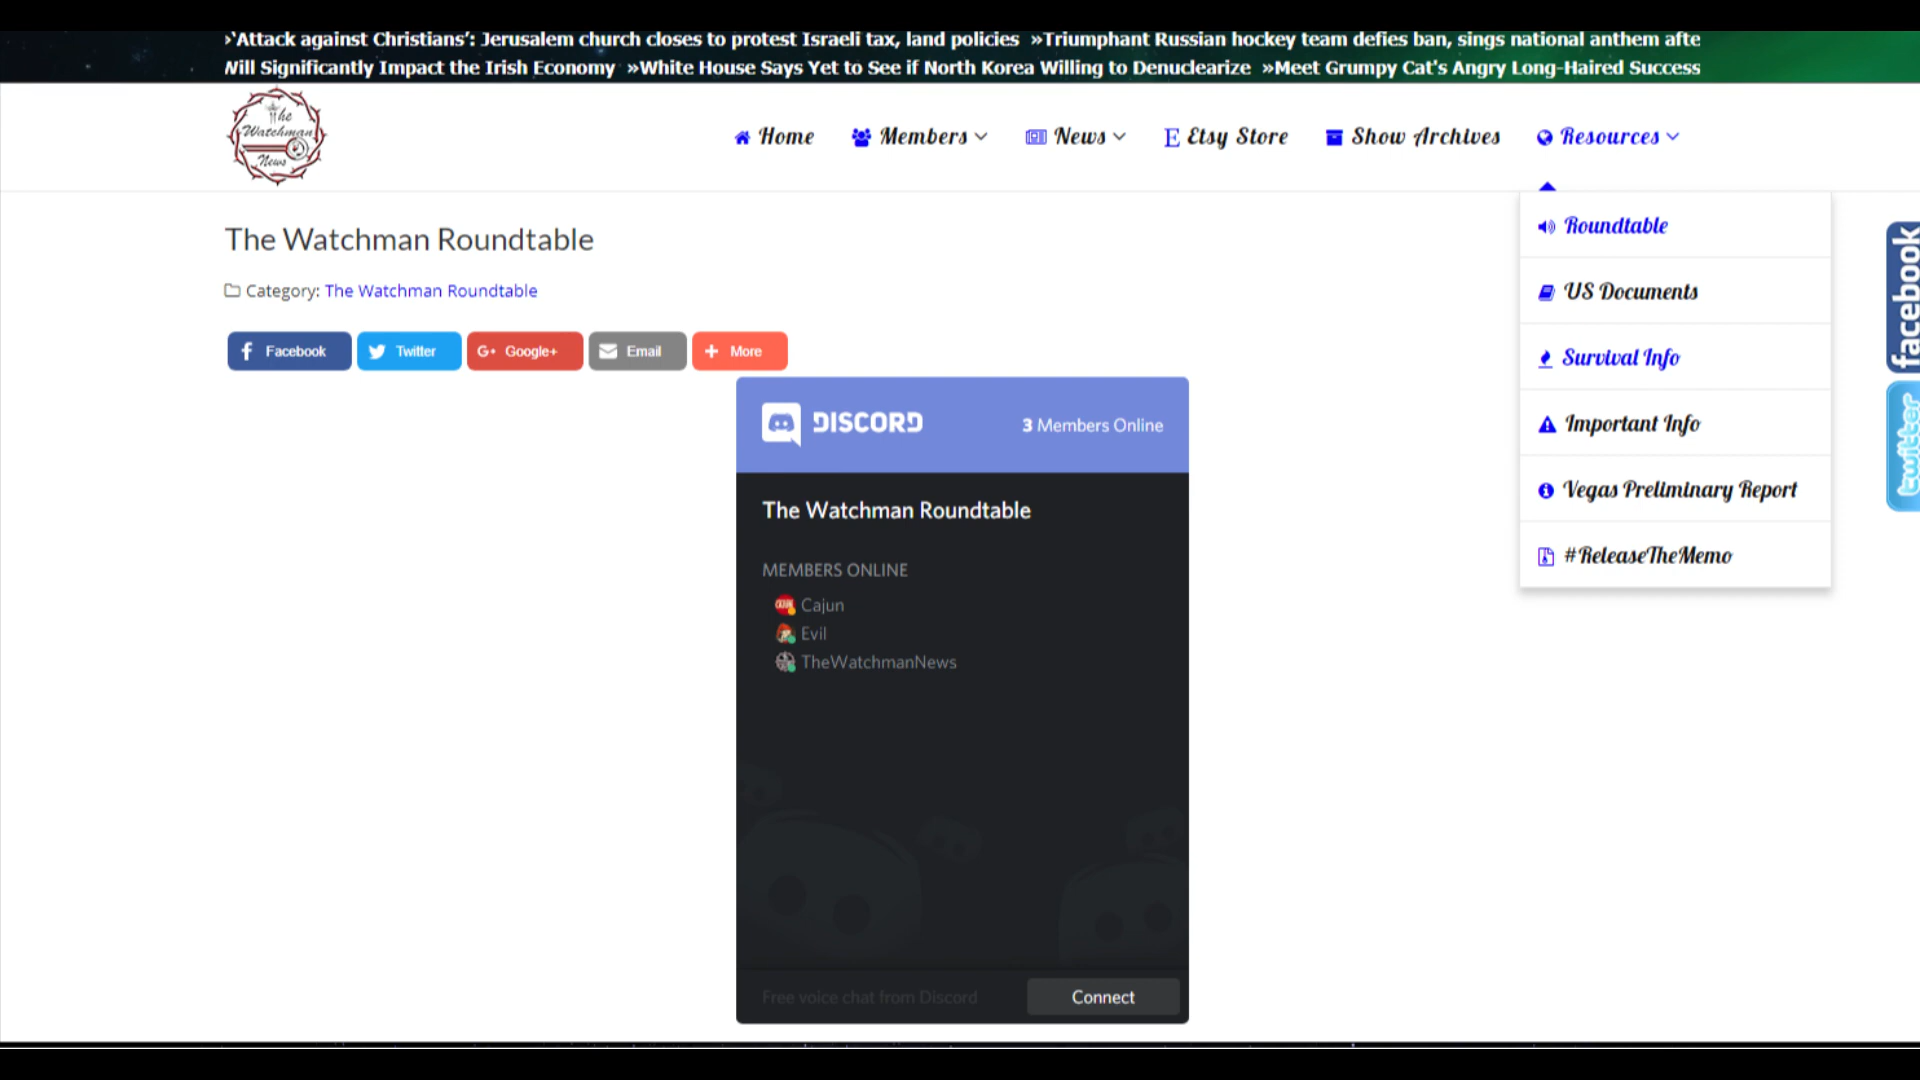 ›‘Attack against Christians’: Jerusalem church closes to protest Israeli tax, land policies »Triumphant Russian hockey team defies ban, sings national anthem afte
Will Significantly Impact the Irish Economy »White House Says Yet to See if North Korea Willing to Denuclearize »Meet Grumpy Cat's Angry Long-Haired Success
The
Watchman
News
Home
Members
News
Etsy Store
Show Archives
Resources
Roundtable
US Documents
Survival Info
Important Info
Vegas Preliminary Report
#ReleaseTheMemo
The Watchman Roundtable
Category: The Watchman Roundtable
Facebook
Twitter
G+ Google+
Email
More
DISCORD
3 Members Online
The Watchman Roundtable
MEMBERS ONLINE
Cajun
Evil
TheWatchmanNews
Free voice chat from Discord
Connect
facebook
twitter